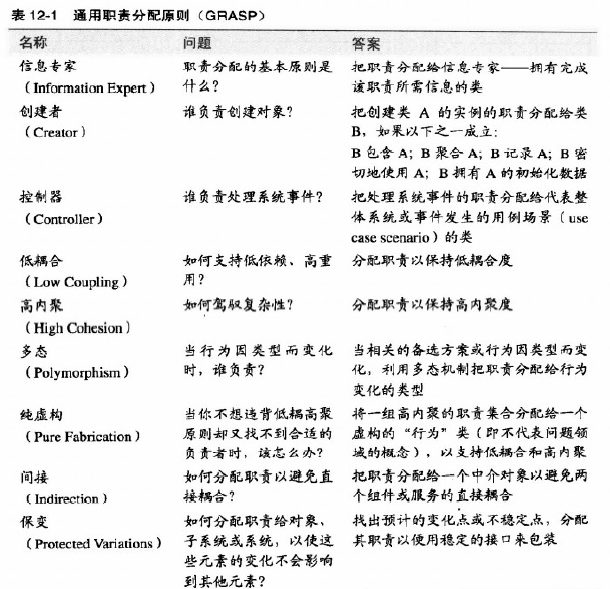 表 12-1 通用职责分配原则（GRASP）
名称 问题 答案
信息专家 职责分配的基本原则是 把职责分配给信息专家——拥有完成
（Information Expert） 什么？ 该职责所需信息的类
创建者 谁负责创建对象？ 把创建类 A 的实例的职责分配给类
（Creator） B，如果以下之一成立：
B 包含 A；B 聚合 A；B 记录 A；B 密
切地使用 A；B 拥有 A 的初始化数据
控制器 谁负责处理系统事件？ 把处理系统事件的职责分配给代表整
（Controller） 体系统或事件发生的用例场景（use
case scenario）的类
低耦合 如何支持低依赖、高重 分配职责以保持低耦合度
（Low Coupling） 用？
高内聚 如何驾驭复杂性？ 分配职责以保持高内聚度
（High Cohesion）
多态 当行为因类型而变化 当相关的备选方案或行为因类型而变
（Polymorphism） 时，谁负责？ 化，利用多态机制把职责分配给行为
变化的类型
纯虚构 当你不想违背低耦高聚 将一组高内聚的职责集合分配给一个
（Pure Fabrication） 原则却又找不到合适的 虚构的“行为”类（即不代表问题领
负责者时，该怎么办？ 域的概念），以支持低耦合和高内聚
间接 如何分配职责以避免直 把职责分配给一个中介对象以避免两
（Indirection） 接耦合？ 个组件或服务的直接耦合
保变 如何分配职责给对象、 找出预计的变化点或不稳定点，分配
（Protected Variations） 子系统或系统，以使这 其职责以使用稳定的接口来包装
些元素的变化不会影响
到其他元素？